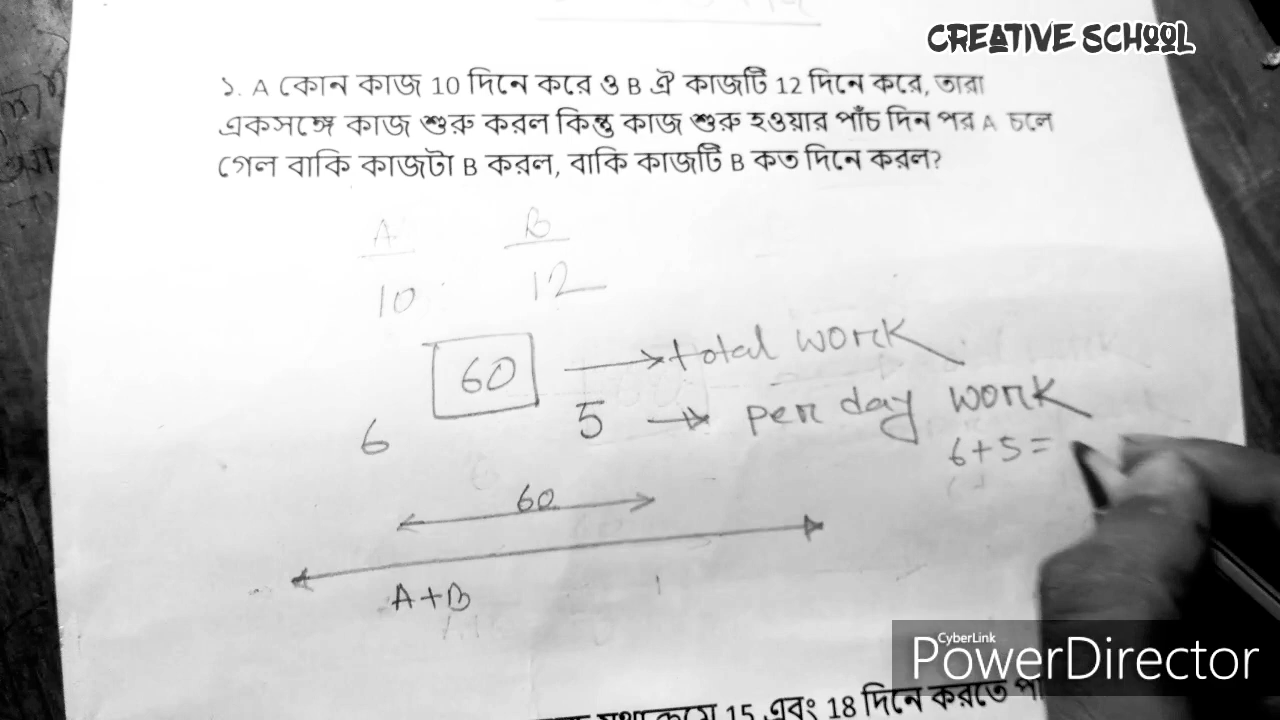 CREATIVE SCHOOL
১. A কোন কাজ 10 দিনে করে ও B ঐ কাজটি 12 দিনে করে, তারা
একসঙ্গে কাজ শুরু করল কিন্তু কাজ শুরু হওয়ার পাঁচ দিন পর A চলে
গেল বাকি কাজটা B করল, বাকি কাজটি B কত দিনে করল?
A B
10 12
60 → total work
6 5 → per day work
6+5=
60
A+B
CyberLink
PowerDirector
15 এবং 18 দিনে করতে